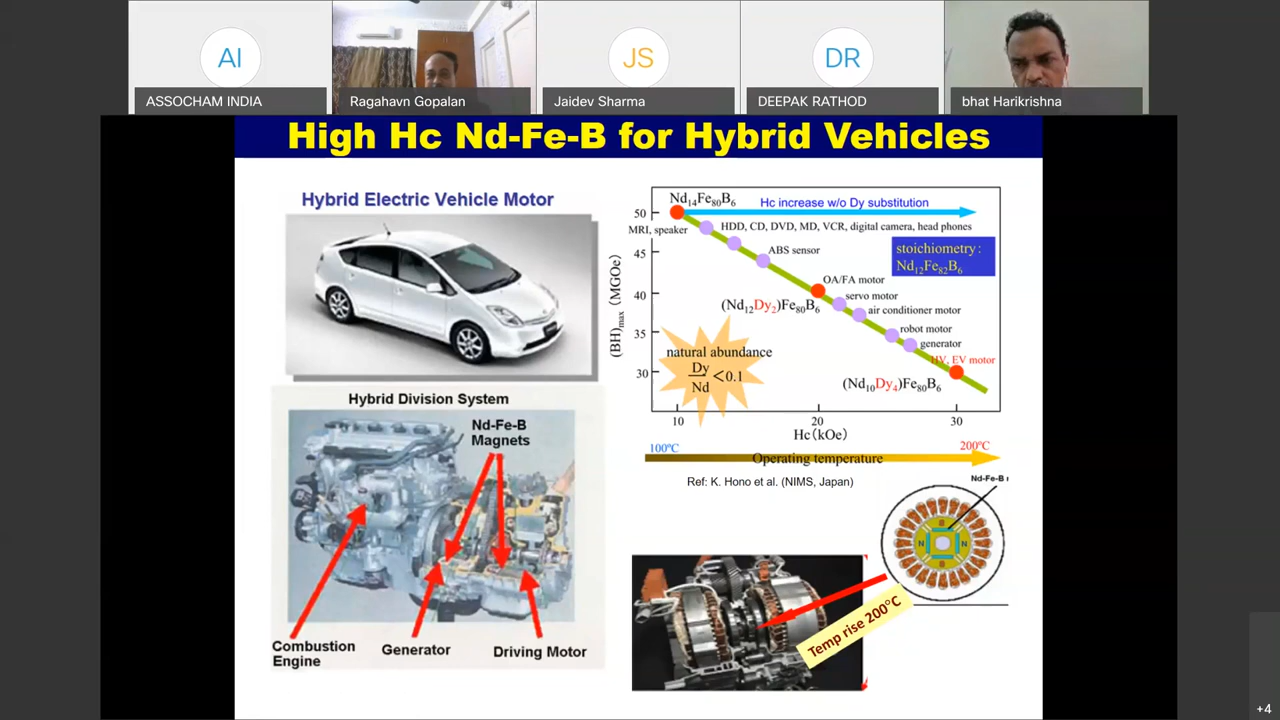 AI
JS
DR
ASSOCHAM INDIA
Ragahavn Gopalan
Jaidev Sharma
DEEPAK RATHOD
bhat Harikrishna
High Hc Nd-Fe-B for Hybrid Vehicles
Hybrid Electric Vehicle Motor
Hybrid Division System
Nd-Fe-B
Magnets
Combustion
Engine
Generator
Driving Motor
Nd14Fe80B6
Hc increase w/o Dy substitution
50
MRI, speaker
HDD, CD, DVD, MD, VCR, digital camera, head phones
stoichiometry:
Nd12Fe82B6
45
ABS sensor
OA/FA motor
40
servo motor
(Nd12Dy2)Fe80B6
air conditioner motor
35
robot motor
generator
natural abundance
Dy
Nd
<0.1
HV, EV motor
30
(Nd10Dy4)Fe80B6
(BH)max (MGOe)
10
20
30
Hc(kOe)
100ºC
200ºC
Operating temperature
Ref: K. Hono et al. (NIMS, Japan)
Nd-Fe-B
S
N
N
S
Temp rise 200°C
+4